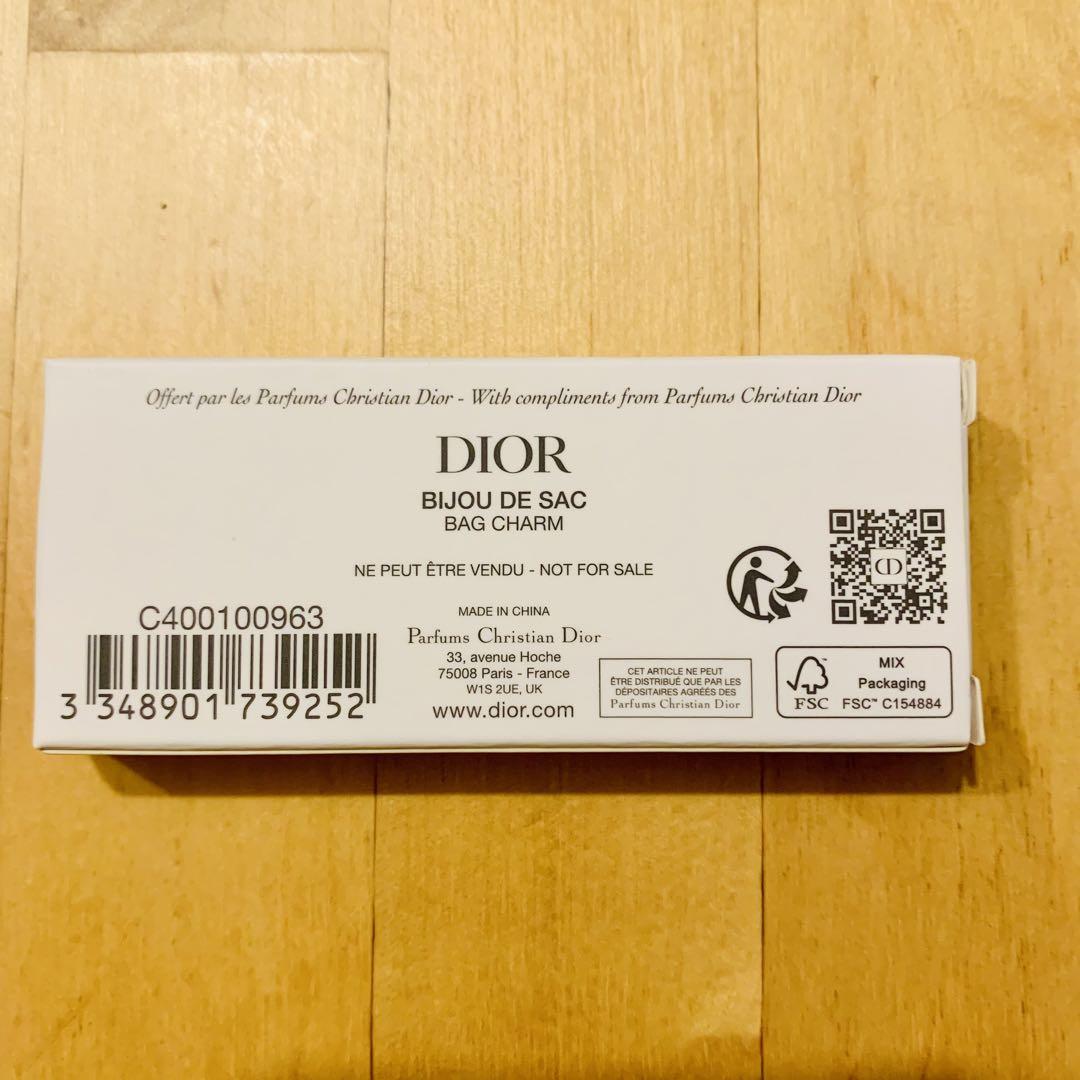 Offert par les Parfums Christian Dior - With compliments from Parfums Christian Dior
DIOR
BIJOU DE SAC
BAG CHARM
NE PEUT ÊTRE VENDU - NOT FOR SALE
C400100963
3 348901 739252
MADE IN CHINA
Parfums Christian Dior
33, avenue Hoche
75008 Paris - France
W1S 2UE, UK
www.dior.com
CET ARTICLE NE PEUT
ÊTRE DISTRIBUÉ QUE PAR LES
DÉPOSITAIRES AGRÉÉS DES
Parfums Christian Dior
CD
FSC
MIX
Packaging
FSC™ C154884